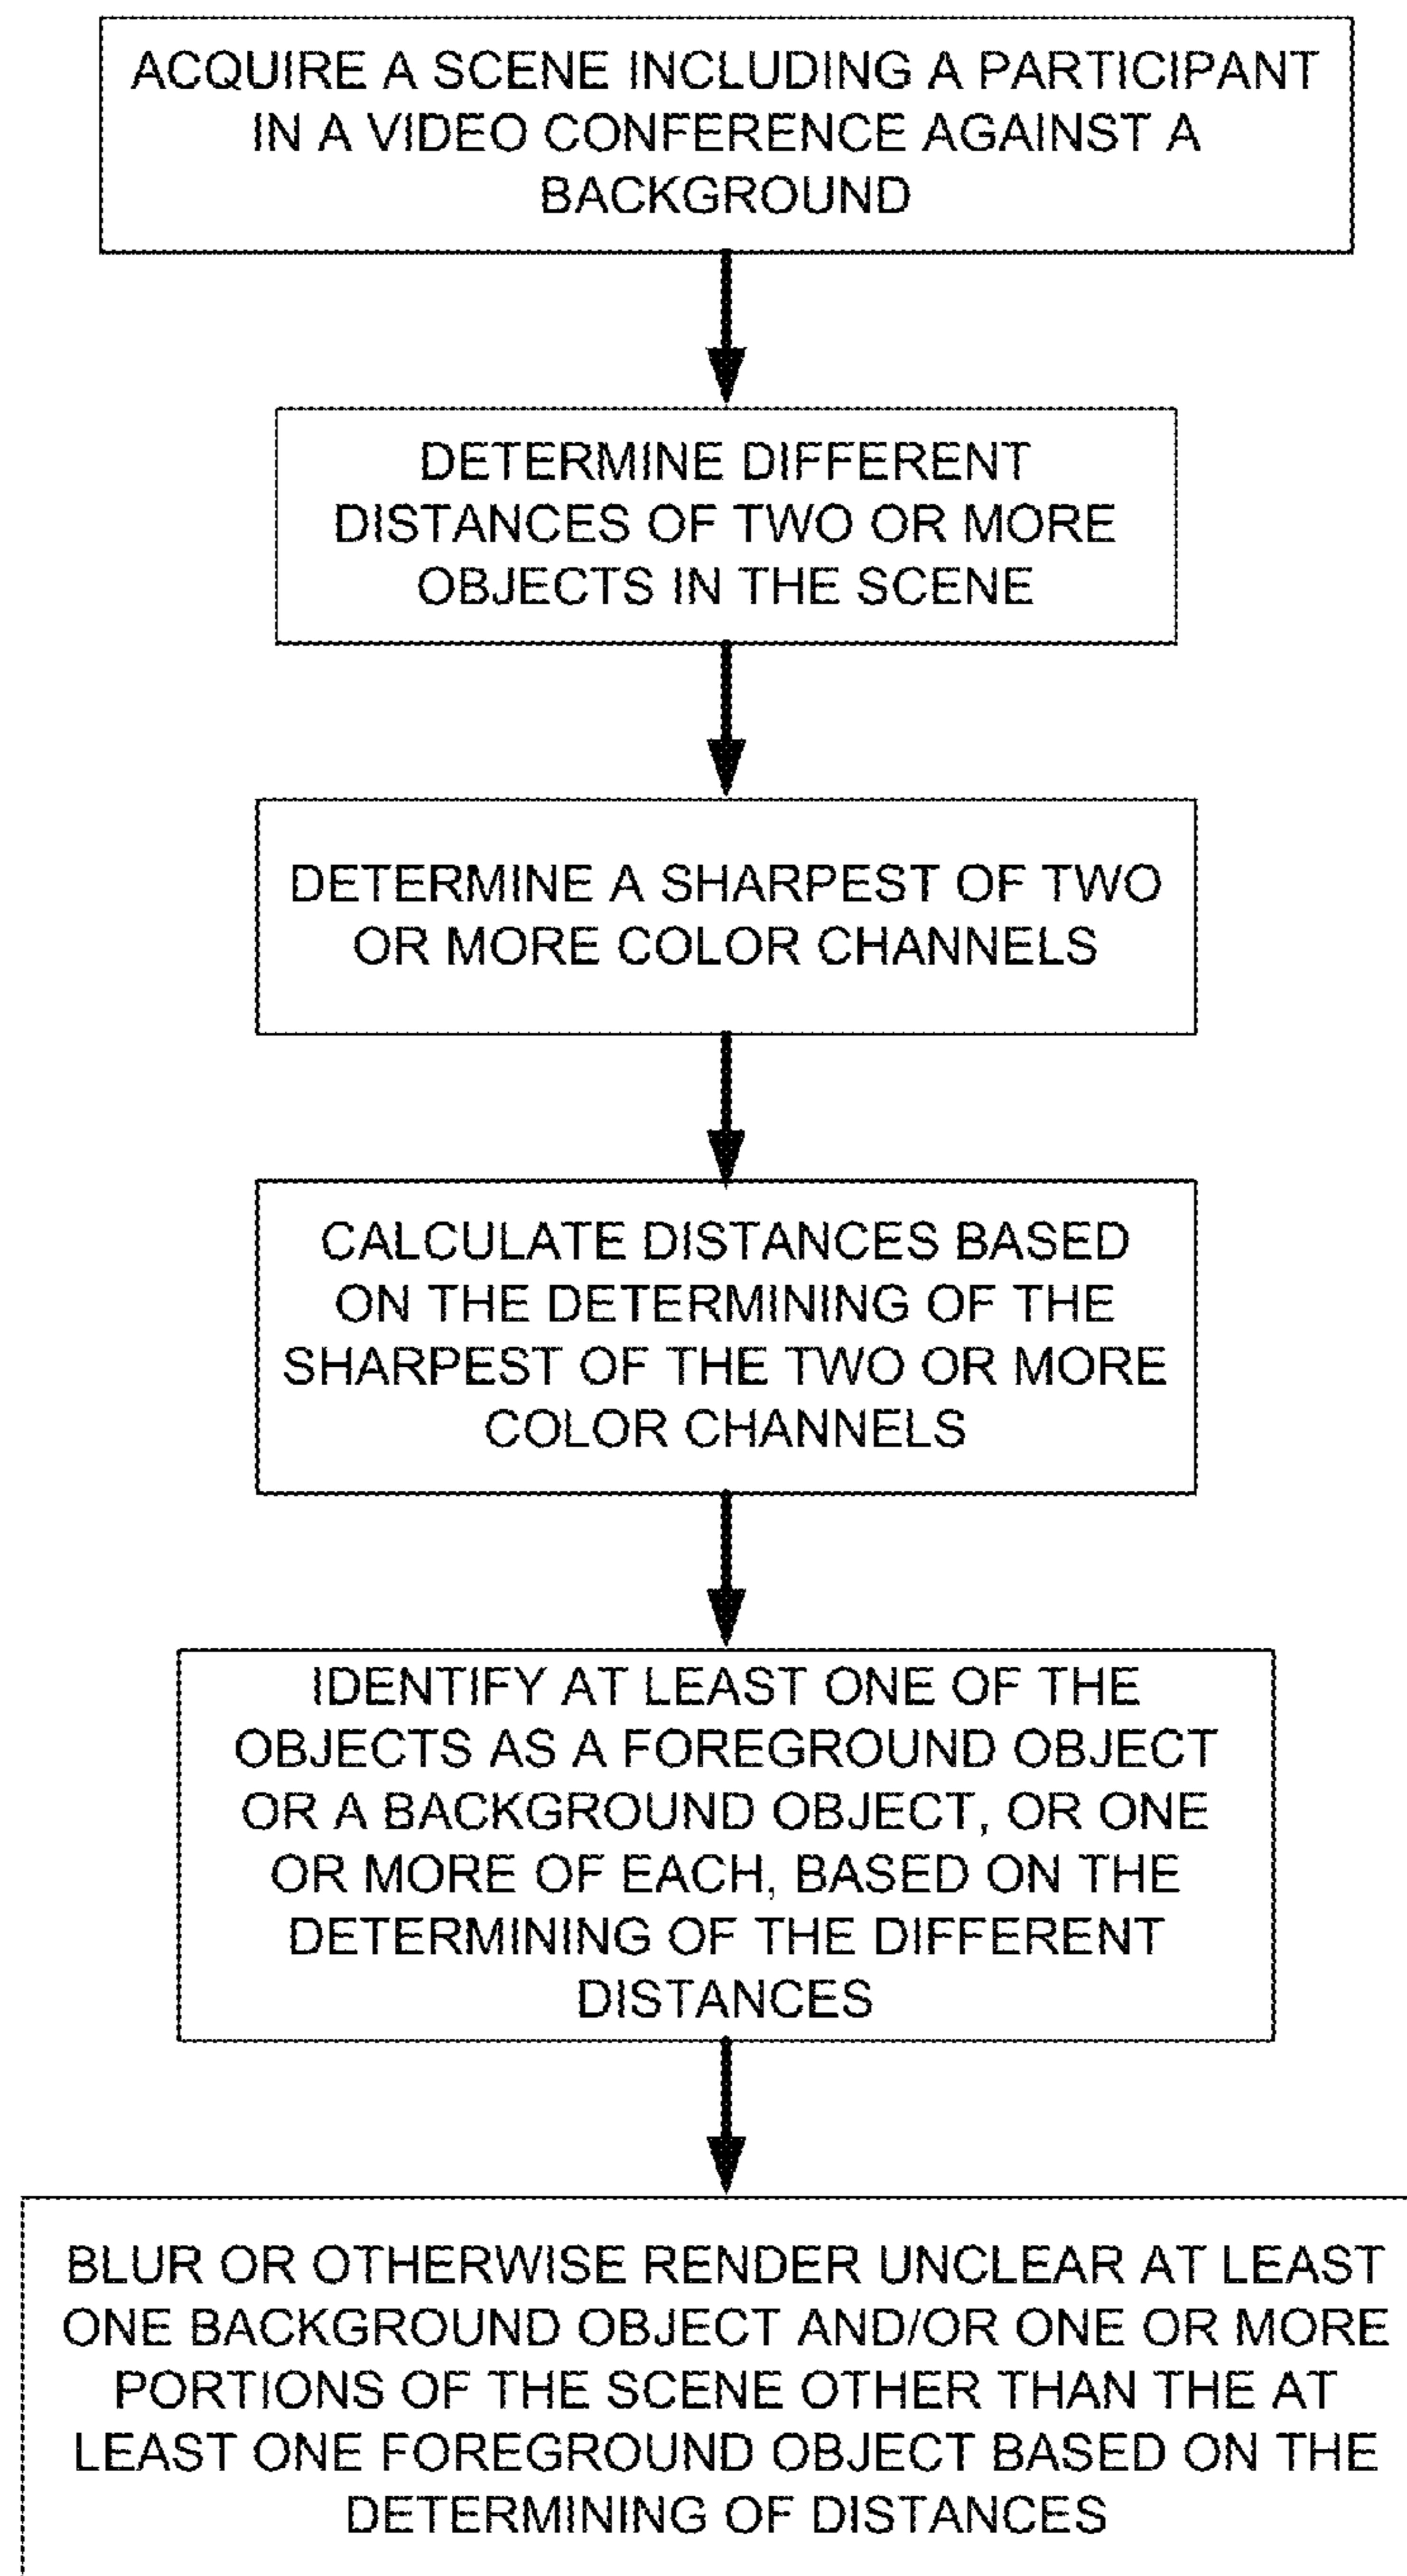 ACQUIRE A SCENE INCLUDING A PARTICIPANT
IN A VIDEO CONFERENCE AGAINST A
BACKGROUND
DETERMINE DIFFERENT
DISTANCES OF TWO OR MORE
OBJECTS IN THE SCENE
DETERMINE A SHARPEST OF TWO
OR MORE COLOR CHANNELS
CALCULATE DISTANCES BASED
ON THE DETERMINING OF THE
SHARPEST OF THE TWO OR MORE
COLOR CHANNELS
IDENTIFY AT LEAST ONE OF THE
OBJECTS AS A FOREGROUND OBJECT
OR A BACKGROUND OBJECT, OR ONE
OR MORE OF EACH, BASED ON THE
DETERMINING OF THE DIFFERENT
DISTANCES
BLUR OR OTHERWISE RENDER UNCLEAR AT LEAST
ONE BACKGROUND OBJECT AND/OR ONE OR MORE
PORTIONS OF THE SCENE OTHER THAN THE AT
LEAST ONE FOREGROUND OBJECT BASED ON THE
DETERMINING OF DISTANCES